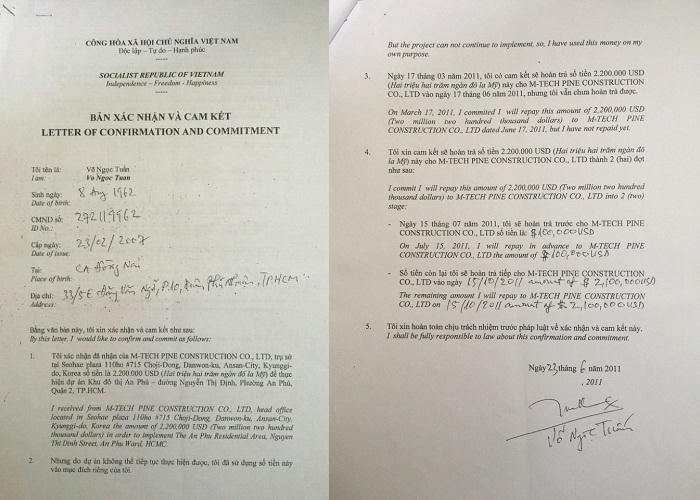 CỘNG HÒA XÃ HỘI CHỦ NGHĨA VIỆT NAM
Độc lập – Tự do – Hạnh phúc
SOCIALIST REPUBLIC OF VIETNAM
Independence – Freedom - Happiness
BẢN XÁC NHẬN VÀ CAM KẾT
LETTER OF CONFIRMATION AND COMMITMENT
Tôi tên là: Võ Ngọc Tuấn
I am: Vo Ngoc Tuan
Sinh ngày: 8 Aug 1962
Date of birth:
CMND số: 272119962
ID No.:
Cấp ngày: 23/02/2007
Date of issue:
Tại: CA Đồng Nai
Place of birth:
Địa chỉ: 33/5E Đặng Văn Ngữ, P.10, Quận Phú Nhuận, TP.HCM
Address:
Bằng văn bản này, tôi xin xác nhận và cam kết như sau:
By this letter, I would like to confirm and commit as follows:
1. Tôi xác nhận đã nhận của M-TECH PINE CONSTRUCTION CO., LTD, trụ sở
tại Seohae plaza 110ho #715 Choji-Dong, Danwon-ku, Ansan-City, Kyunggi-
do, Korea số tiền là 2.200.000 USD (Hai triệu hai trăm ngàn đô la Mỹ) để thực
hiện dự án Khu đô thị An Phú – đường Nguyễn Thị Định, Phường An Phú,
Quận 2, TP.HCM.
I received from M-TECH PINE CONSTRUCTION CO., LTD, head office
located in Seohae plaza 110ho #715 Choji-Dong, Danwon-ku, Ansan-City,
Kyunggi-do, Korea the amount of 2,200,000 USD (Two million two hundred
thousand dollars) in order to implement The An Phu Residential Area, Nguyen
Thi Dinh Street, An Phu Ward, HCMC
2. Nhưng do dự án không thể tiếp tục thực hiện được, tôi đã sử dụng số tiền này
vào mục đích riêng của tôi.
But the project can not continue to implement, so, I have used this money on my
own purpose.
3. Ngày 17 tháng 03 năm 2011, tôi có cam kết sẽ hoàn trả số tiền 2.200.000 USD
(Hai triệu hai trăm ngàn đô la Mỹ) này cho M-TECH PINE CONSTRUCTION
CO., LTD vào ngày 17 tháng 06 năm 2011, nhưng tôi vẫn chưa hoàn trả được.
On March 17, 2011, I commited I will repay this amount of 2,200,000 USD
(Two million two hundred thousand dollars) to M-TECH PINE
CONSTRUCTION CO., LTD dated June 17, 2011, but I have not repaid yet.
4. Tôi xin cam kết sẽ hoàn trả số tiền 2.200.000 USD (Hai triệu hai trăm ngàn đô
la Mỹ) này cho M-TECH PINE CONSTRUCTION CO., LTD thành 2 (hai) đợt
như sau:
I commit I will repay this amount of 2,200,000 USD (Two million two hundred
thousand dollars) to M-TECH PINE CONSTRUCTION CO., LTD into 2 (two)
stage:
- Ngày 15 tháng 07 năm 2011, tôi sẽ hoàn trả trước cho M-TECH PINE
CONSTRUCTION CO., LTD số tiền là: $100,000USD
On July 15, 2011, I will repay in advance to M-TECH PINE
CONSTRUCTION CO., LTD the amount of $100,000USD
- Số tiền còn lại tôi sẽ hoàn trả tiếp cho M-TECH PINE CONSTRUCTION
CO., LTD vào ngày 15/10/2011 amount of $ 2,100,000USD
The remaining amount I will repay to M-TECH PINE CONSTRUCTION
CO., LTD on 15/10/2011 amount of $ 2,100,000USD
5. Tôi xin hoàn toàn chịu trách nhiệm trước pháp luật về xác nhận và cam kết này.
I shall be fully responsible to law about this confirmation and commitment.
Ngày 23 tháng 6 năm 2011
, 2011
Võ Ngọc Tuấn